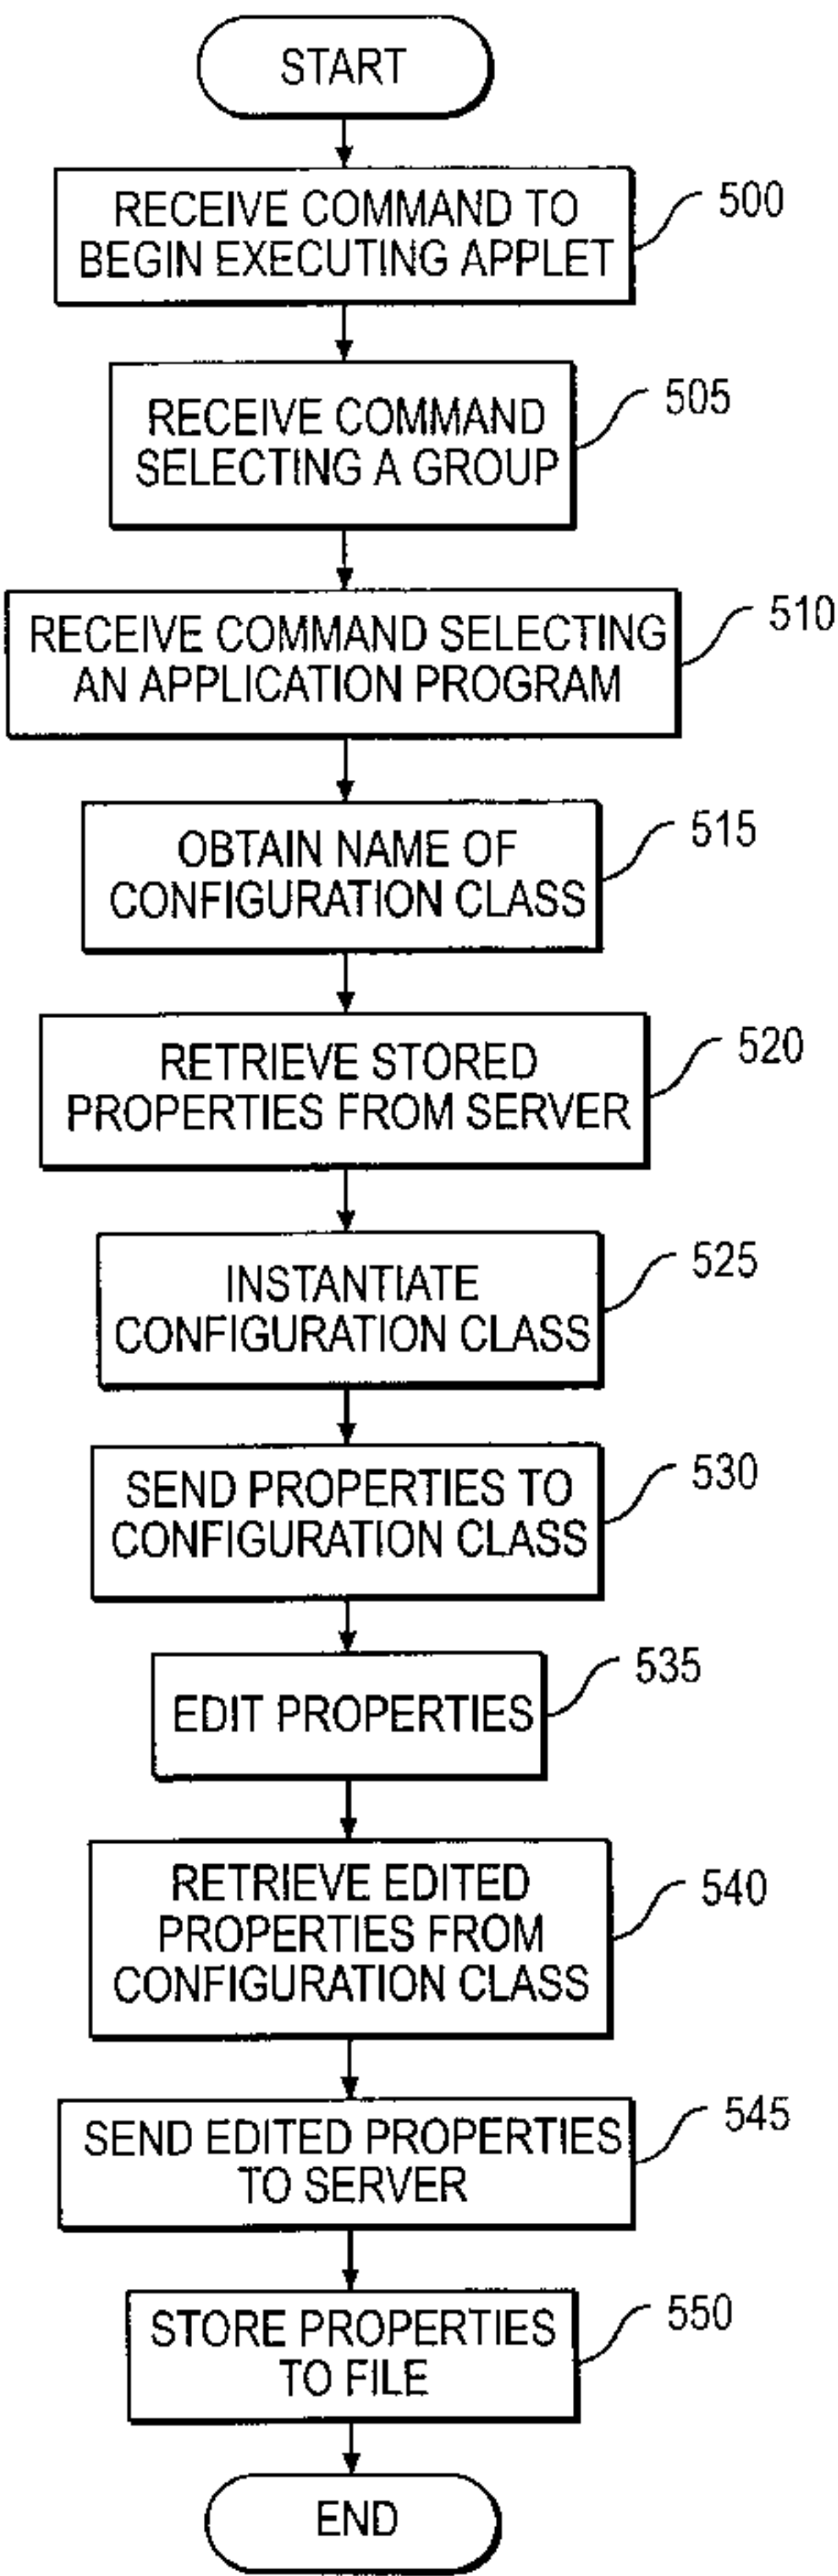 START
RECEIVE COMMAND TO
BEGIN EXECUTING APPLET
500
RECEIVE COMMAND
SELECTING A GROUP
505
RECEIVE COMMAND SELECTING
AN APPLICATION PROGRAM
510
OBTAIN NAME OF
CONFIGURATION CLASS
515
RETRIEVE STORED
PROPERTIES FROM SERVER
520
INSTANTIATE
CONFIGURATION CLASS
525
SEND PROPERTIES TO
CONFIGURATION CLASS
530
EDIT PROPERTIES
535
RETRIEVE EDITED
PROPERTIES FROM
CONFIGURATION CLASS
540
SEND EDITED PROPERTIES
TO SERVER
545
STORE PROPERTIES
TO FILE
550
END